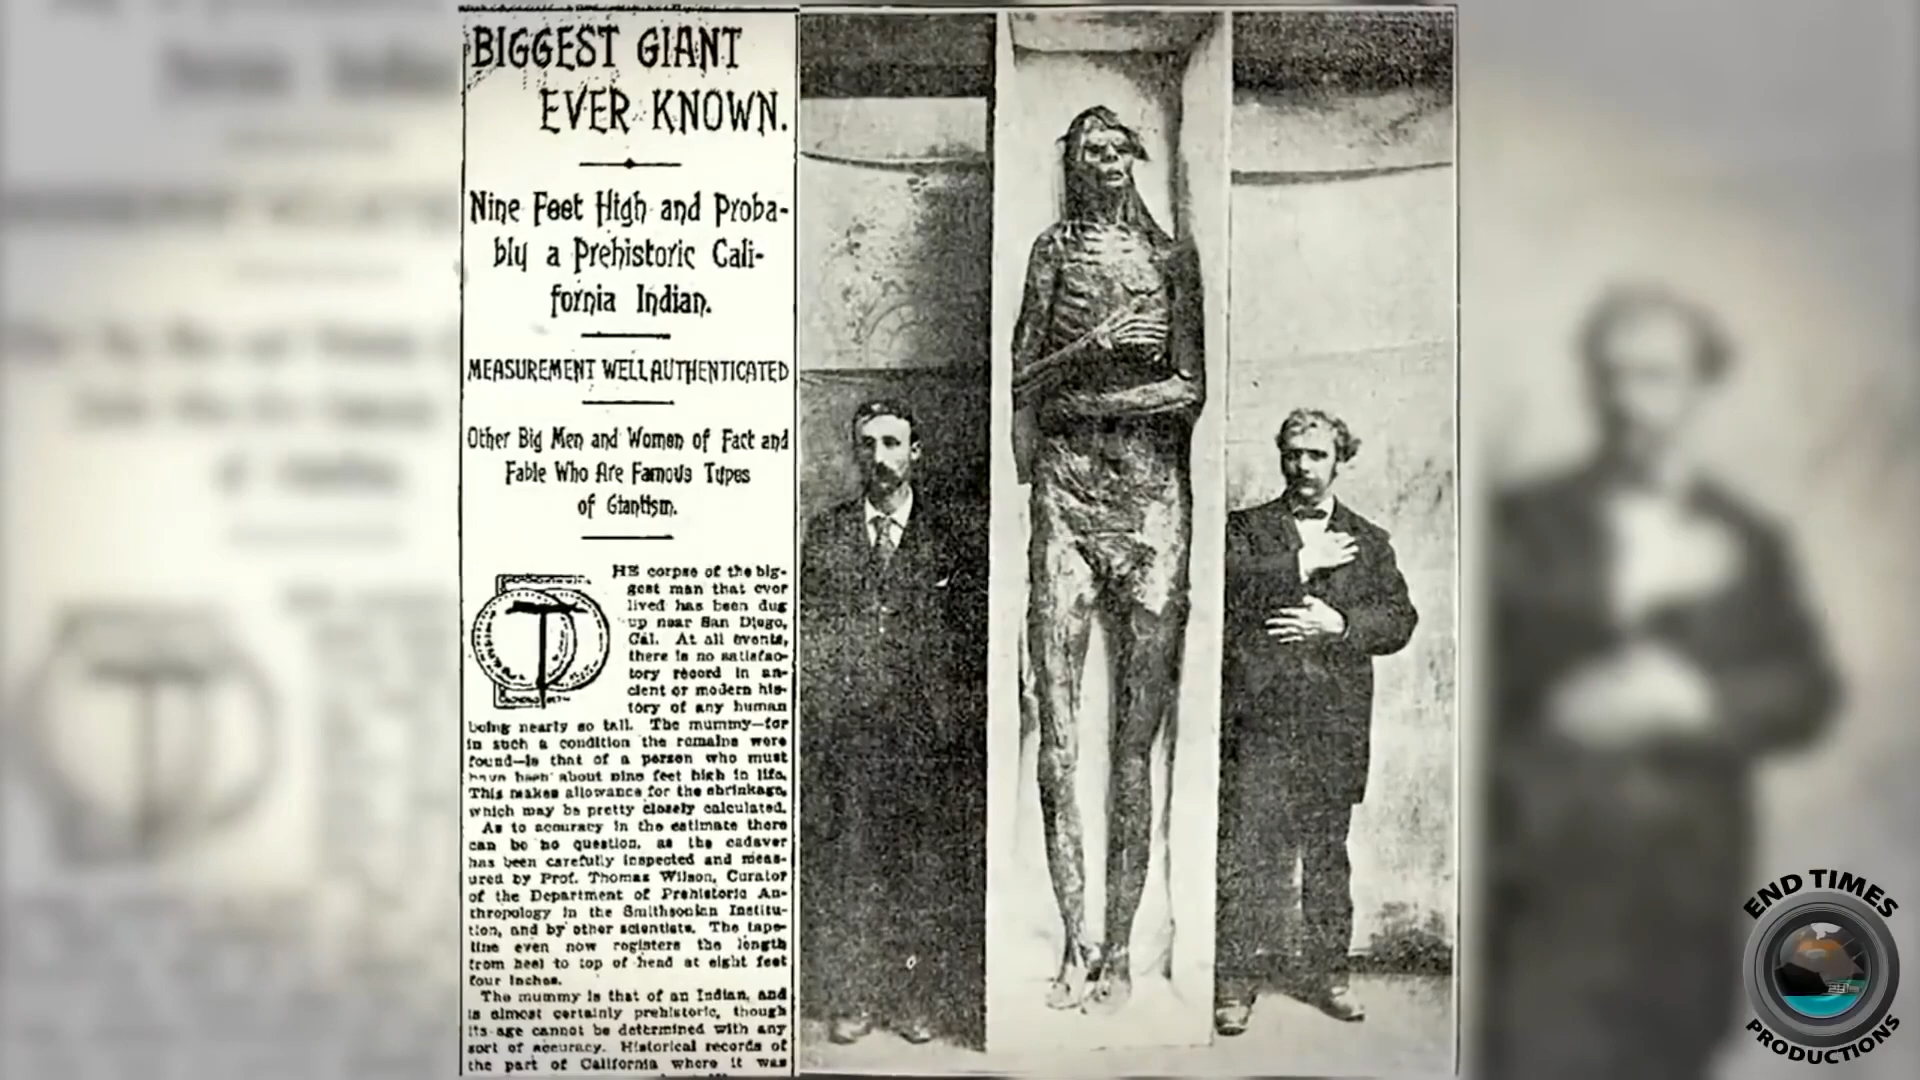 BIGGEST GIANT
EVER KNOWN.
Nine Feet High and Proba-
bly a Prehistoric Cali-
fornia Indian.
MEASUREMENT WELL AUTHENTICATED
Other Big Men and Women of Fact and
Fable Who Are Famous Types
of Giantism.
THE corpse of the big-
gest man that ever
lived has been dug
up near San Diego,
Cal. At all events,
there is no satisfac-
tory record in an-
cient or modern his-
tory of any human
being nearly so tall. The mummy—for
in such a condition the remains were
found—is that of a person who must
have been about nine feet high in life.
This makes allowance for the shrinkage,
which may be pretty closely calculated.
As to accuracy in the estimate there
can be no question, as the cadaver
has been carefully inspected and meas-
ured by Prof. Thomas Wilson, Curator
of the Department of Prehistoric An-
thropology in the Smithsonian Institu-
tion, and by other scientists. The tape-
line even now registers the length
from heel to top of head at eight feet
four inches.
The mummy is that of an Indian, and
is almost certainly prehistoric, though
its age cannot be determined with any
sort of accuracy. Historical records of
the part of California where it was
END TIMES
PRODUCTIONS